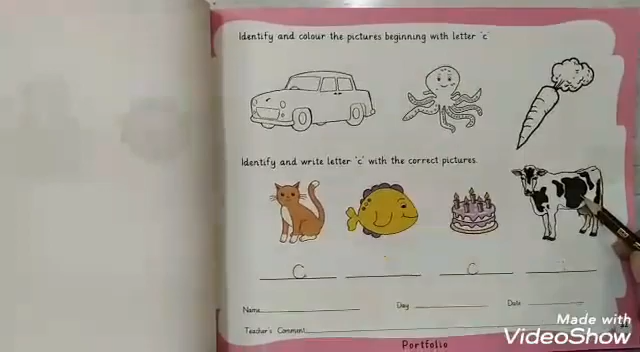 Identify and colour the pictures beginning with letter 'c'
Identify and write letter 'c' with the correct pictures.
c c
Name
Day
Date
Teacher's Comment
Portfolio
Made with
VideoShow